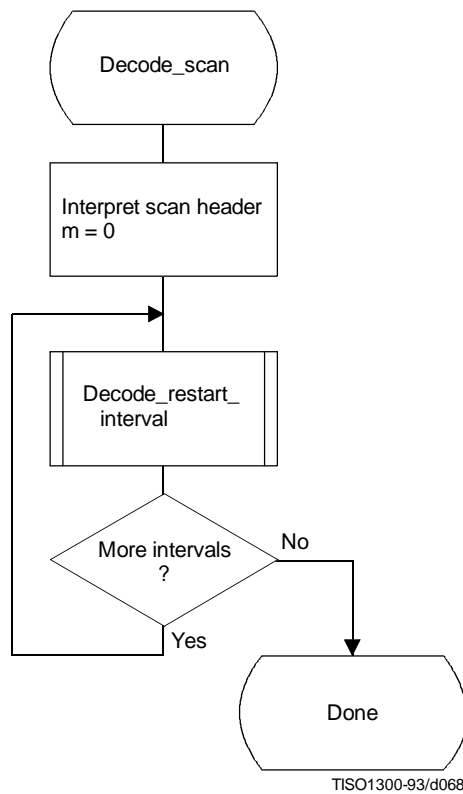 Decode_scan
Interpret scan header
m = 0
Decode_restart_
interval
More intervals
?
No
Yes
Done
TISO1300-93/d068